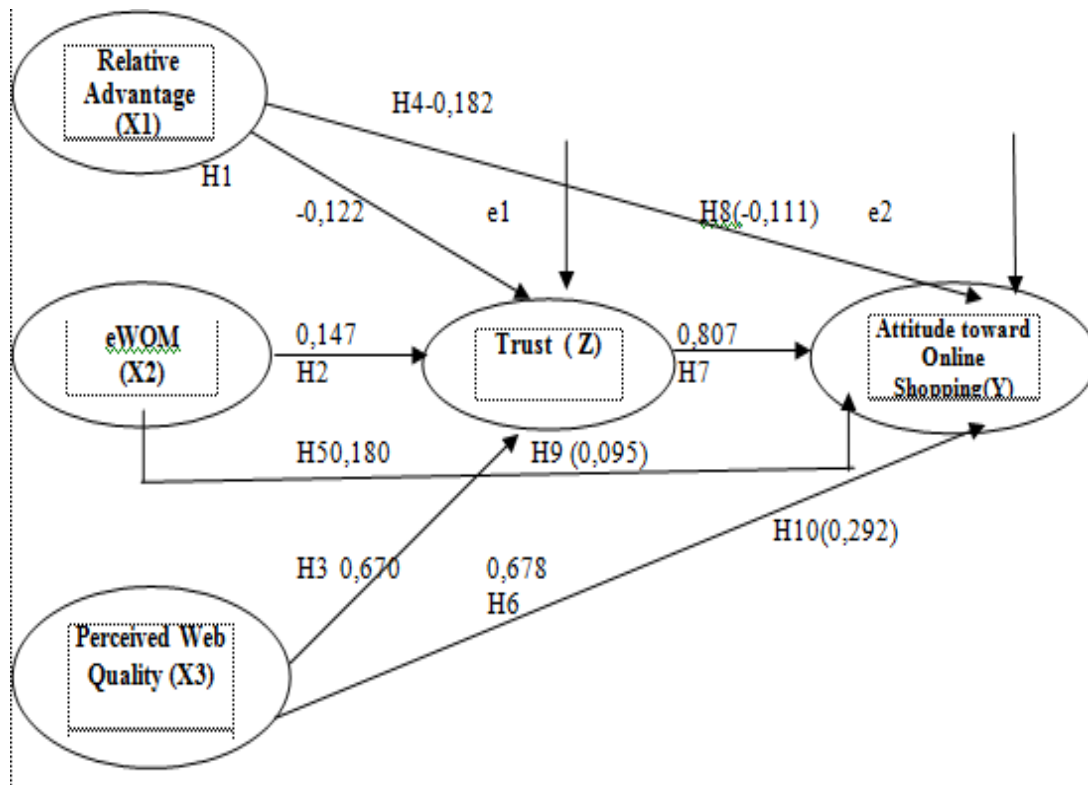 Relative
Advantage
(X1)
H4-0,182
H1
-0,122
e1
H8(-0,111)
e2
eWOM
(X2)
0,147
H2
Trust ( Z)
0,807
H7
Attitude toward
Online
Shopping(Y)
H50,180
H9 (0,095)
H10(0,292)
H3 0,670
0,678
H6
Perceived Web
Quality (X3)